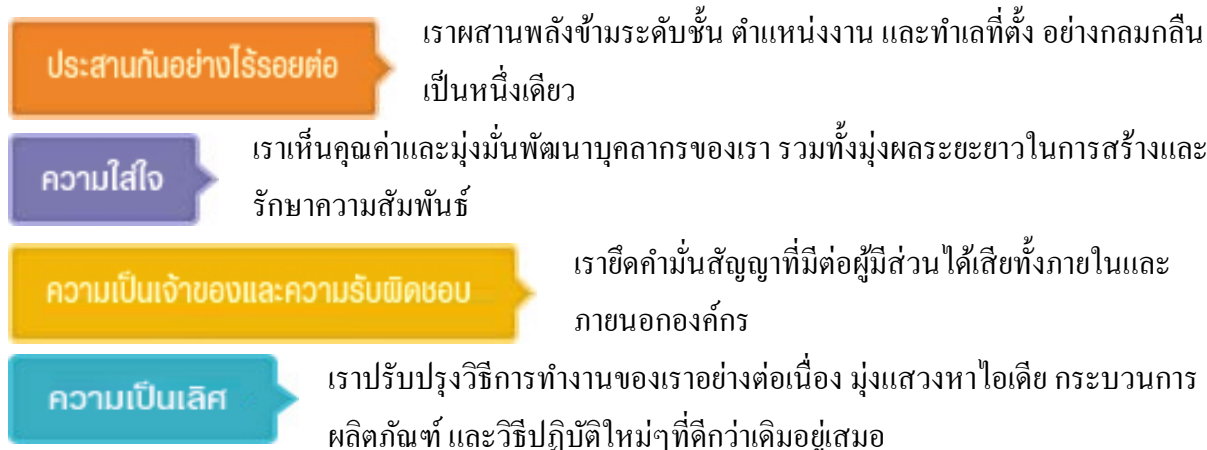 ประสานกันอย่างไร้รอยต่อ
เราผสานพลังข้ามระดับชั้น ตำแหน่งงาน และทำเลที่ตั้ง อย่างกลมกลืน
เป็นหนึ่งเดียว
ความใส่ใจ
เราเห็นคุณค่าและมุ่งมั่นพัฒนาบุคลากรของเรา รวมทั้งมุ่งผลระยะยาวในการสร้างและ
รักษาความสัมพันธ์
ความเป็นเจ้าของและความรับผิดชอบ
เรายึดคำมั่นสัญญาที่มีต่อผู้มีส่วนได้เสียทั้งภายในและ
ภายนอกองค์กร
ความเป็นเลิศ
เราปรับปรุงวิธีการทำงานของเราอย่างต่อเนื่อง มุ่งแสวงหาไอเดีย กระบวนการ
ผลิตภัณฑ์ และวิธีปฏิบัติใหม่ๆที่ดีกว่าเดิมอยู่เสมอ